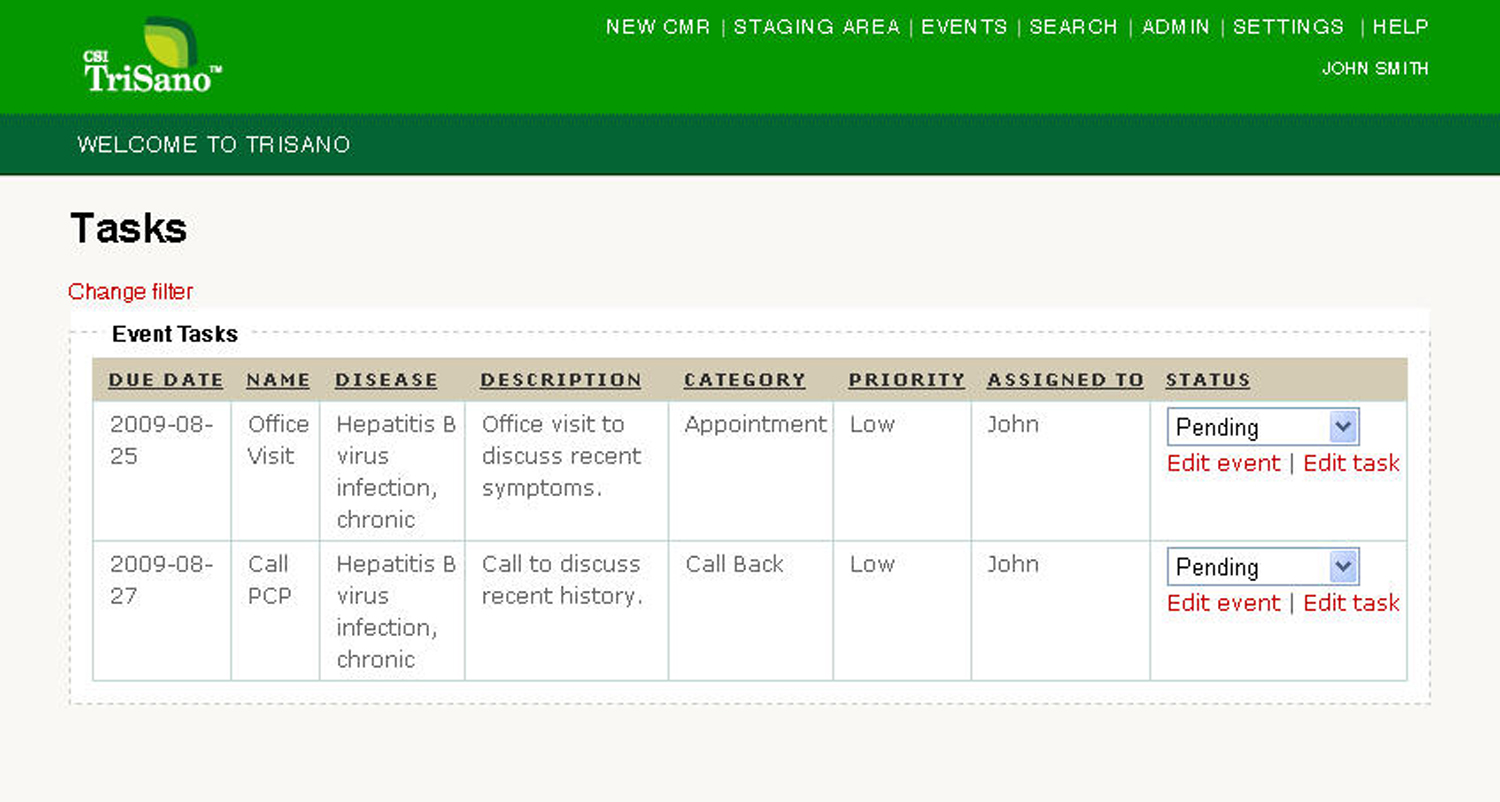 NEW CMR | STAGING AREA | EVENTS | SEARCH | ADMIN | SETTINGS | HELP
CSI
TriSano™
JOHN SMITH
WELCOME TO TRISANO
Tasks
Change filter
Event Tasks
DUE DATE NAME DISEASE DESCRIPTION CATEGORY PRIORITY ASSIGNED TO STATUS
2009-08- Office Hepatitis B Office visit to Appointment Low John Pending
25 Visit virus discuss recent Edit event | Edit task
infection, symptoms.
chronic
2009-08- Call Hepatitis B Call to discuss Call Back Low John Pending
27 PCP virus recent history. Edit event | Edit task
infection,
chronic